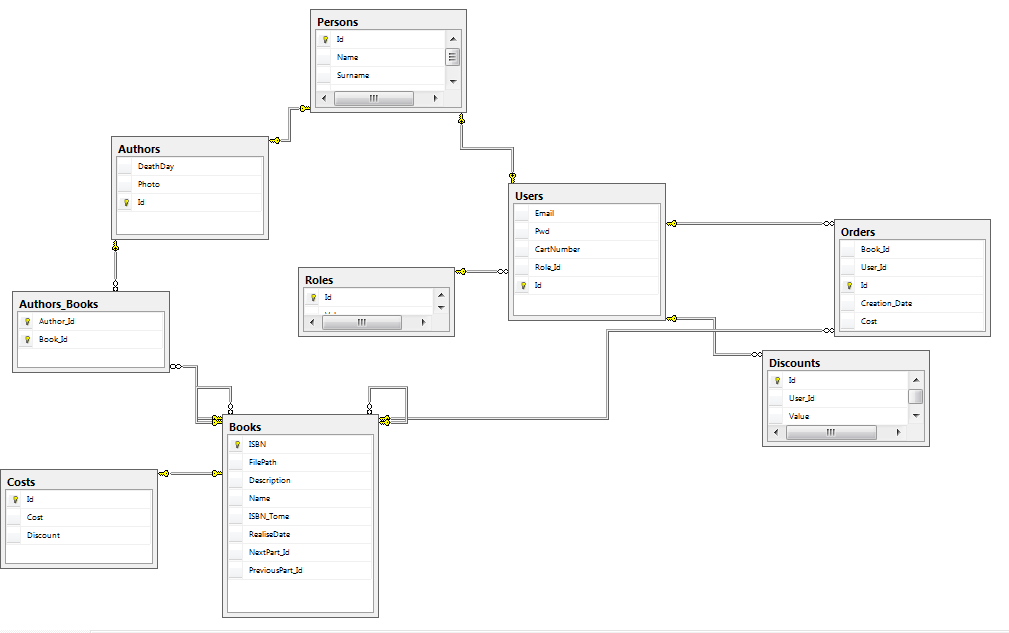 Persons
Id
Name
Surname
Authors
DeathDay
Photo
Id
Users
Email
Pwd
CartNumber
Role_Id
Id
Orders
Book_Id
User_Id
Id
Creation_Date
Cost
Roles
Id
Authors_Books
Author_Id
Book_Id
Discounts
Id
User_Id
Value
Books
ISBN
FilePath
Description
Name
ISBN_Tome
RealiseDate
NextPart_Id
PreviousPart_Id
Costs
Id
Cost
Discount